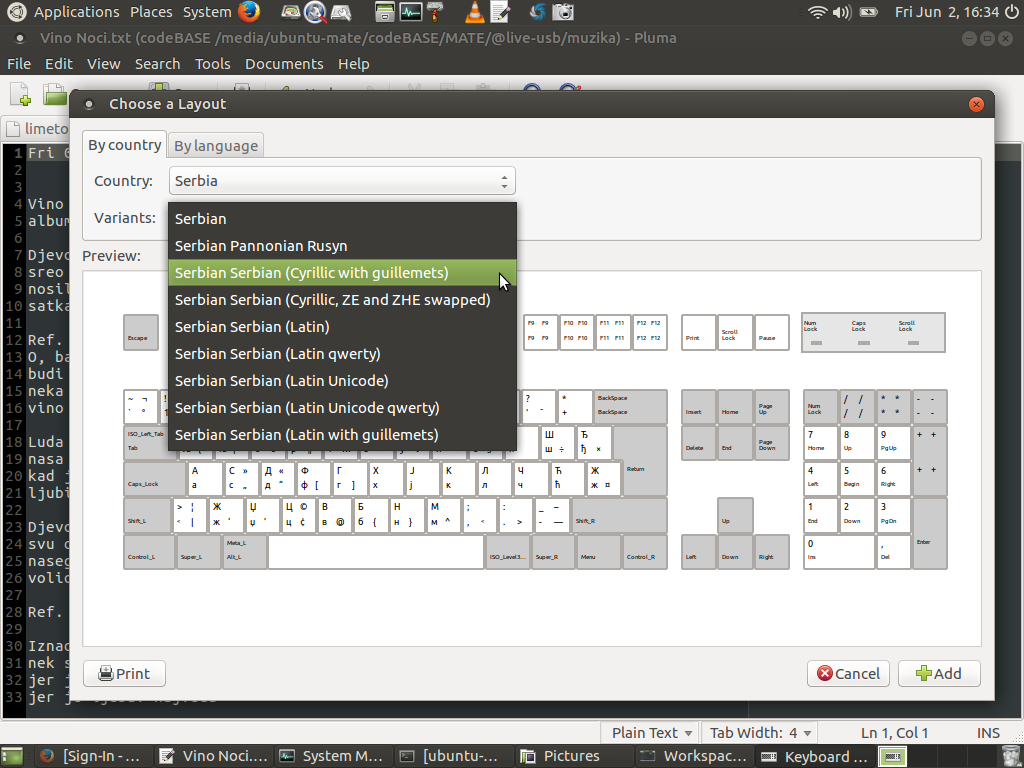 Applications Places System Fri Jun 2, 16:34
Vino Noci.txt (codeBASE /media/ubuntu-mate/codeBASE/MATE/@live-usb/muzika) - Pluma
File Edit View Search Tools Documents Help
Choose a Layout
limeto
By country By language
1 Fri
2
3
4 Vino
5 album
6
7 Djevo
8 sreo
9 nosil
10 satka
11
12 Ref.
13 O, ba
14 budi
15 neka
16 vino
17
18 Luda
19 nasa
20 kad j
21 ljubi
22
23 Djevo
24 svu
25 naseg
26 volio
27
28 Ref.
29
30 Iznad
31 nek s
32 jer j
33 jer
Country: Serbia
Variants:
Preview:
Serbian
Serbian Pannonian Rusyn
Serbian Serbian (Cyrillic with guillemets)
Serbian Serbian (Cyrillic, ZE and ZHE swapped)
Serbian Serbian (Latin)
Serbian Serbian (Latin qwerty)
Serbian Serbian (Latin Unicode)
Serbian Serbian (Latin Unicode qwerty)
Serbian Serbian (Latin with guillemets)
Escape F9 F9 F10 F10 F11 F11 F12 F12 Print Scroll Lock Pause Num Lock Caps Lock Scroll Lock
F9 F9 F10 F10 F11 F11 F12 F12
~ ¬ ? * BackSpace Insert Home Page Up Num Lock / / * * - -
` ° ' ¨ + BackSpace / / * * - -
ISO_Left_Tab Ш Ђ Delete End Page Down 7 8 9 + +
Tab ш ÷ ђ × Home Up PgUp
Caps_Lock А С » Д « Ф Г Х Ј К Л Ч Ћ Ж Return 4 5 6 + +
а с „ д “ ф [ г ] х ј к л ч ћ ж ¤ Left Begin Right
Shift_L > ¦ Ж Џ Ц © В Б Н М ; : _ – Shift_R Up 1 2 3
< | ж ‘ џ ’ ц ¢ в @ б { н } м ^ , < . > - — End Down PgDn Enter
Control_L Super_L Meta_L Alt_L ISO_Level3... Super_R Menu Control_R Left Down Right 0 Ins , Del
Print Cancel Add
Plain Text Tab Width: 4 Ln 1, Col 1 INS
[Sign-In -... Vino Noci.... System M... [ubuntu-... Pictures Workspac... Keyboard ...